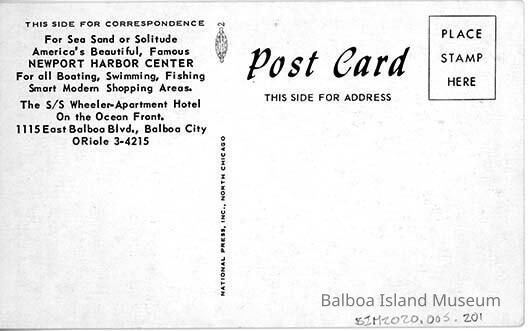 THIS SIDE FOR CORRESPONDENCE
For Sea Sand or Solitude
America's Beautiful, Famous
NEWPORT HARBOR CENTER
For all Boating, Swimming, Fishing
Smart Modern Shopping Areas.
The S/S Wheeler-Apartment Hotel
On the Ocean Front.
1115 East Balboa Blvd., Balboa City
ORiole 3-4215
NATIONAL PRESS, INC., NORTH CHICAGO
Post Card
THIS SIDE FOR ADDRESS
PLACE
STAMP
HERE
Balboa Island Museum
BIM2020.005.201